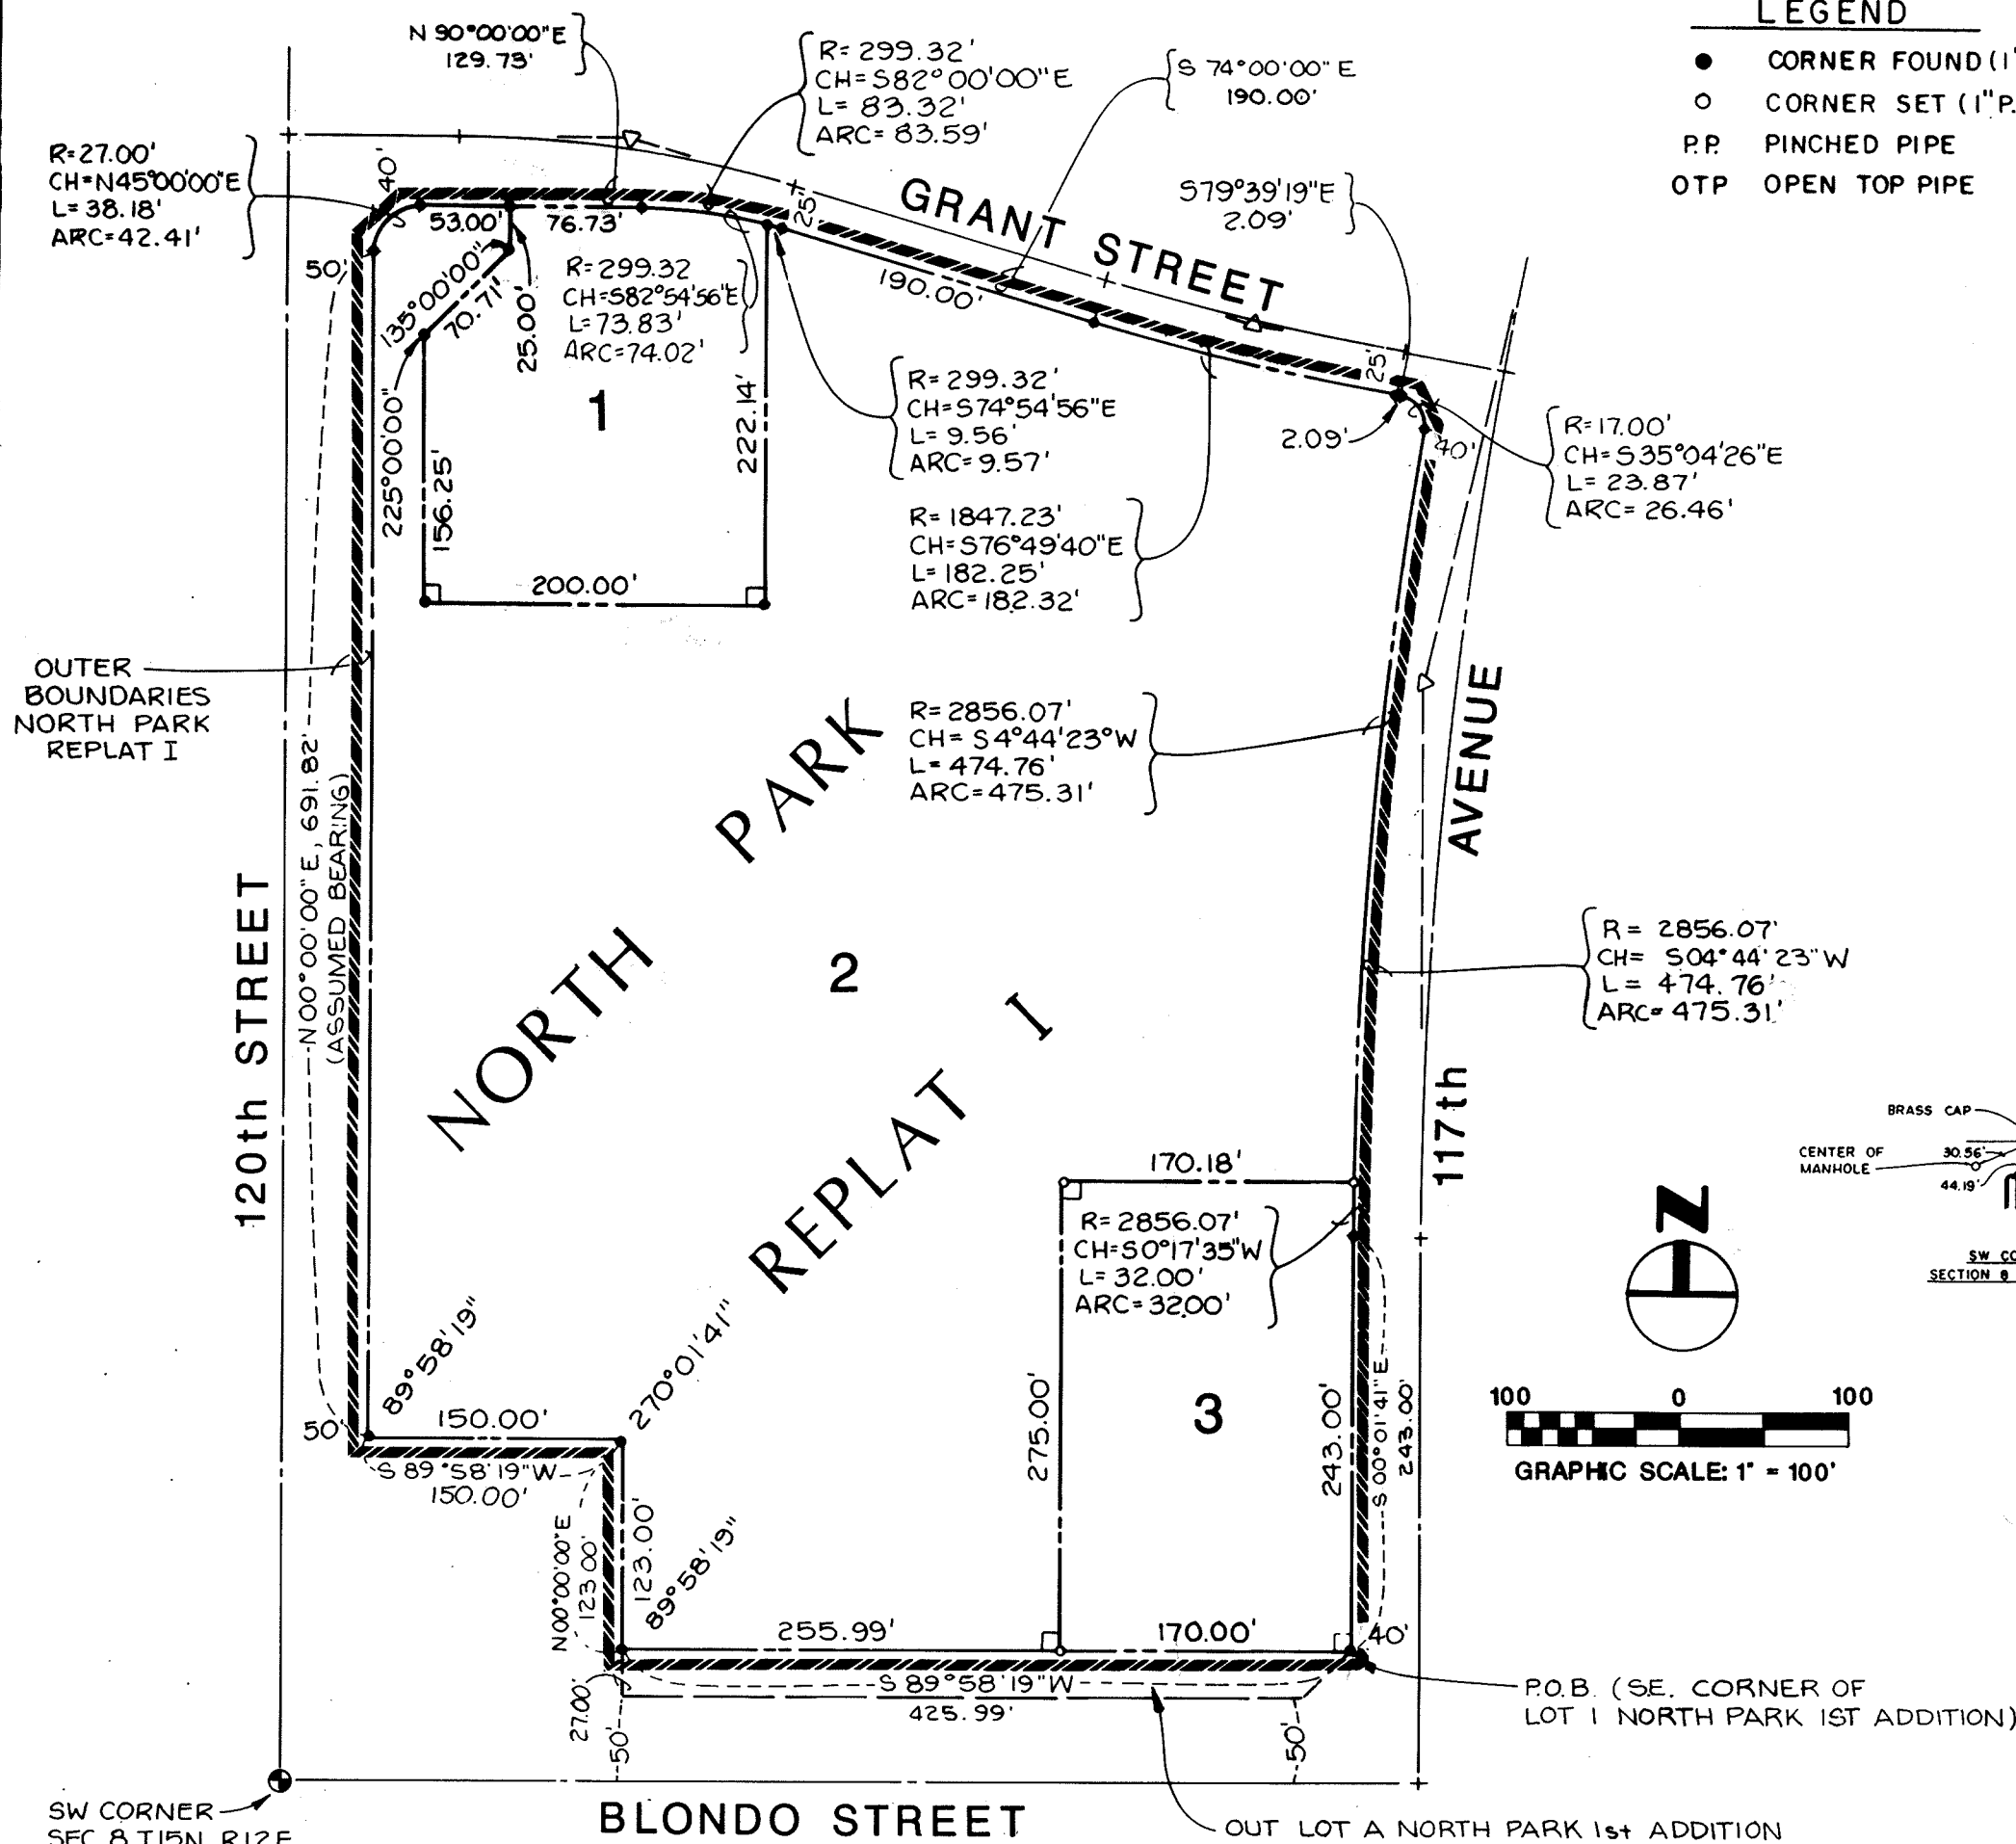 LEGEND
● CORNER FOUND (1"
○ CORNER SET (1" P.
P.P. PINCHED PIPE
OTP OPEN TOP PIPE
N 90°00'00"E
129.73'
R= 299.32'
CH=S82°00'00"E
L= 83.32'
ARC= 83.59'
S 74°00'00" E
190.00'
R=27.00'
CH=N45°00'00"E
L= 38.18'
ARC=42.41'
40'
25'
GRANT STREET
S79°39'19"E
2.09'
53.00'
76.73'
50'
135°00'00"
70.71'
25.00'
R= 299.32
CH=S82°54'56"E
L=73.83'
ARC=74.02'
190.00'
25'
1
225°00'00"
156.25'
222.14'
200.00'
R= 299.32'
CH=S74°54'56"E
L= 9.56'
ARC= 9.57'
2.09'
40'
R=17.00'
CH=S35°04'26"E
L= 23.87'
ARC= 26.46'
R= 1847.23'
CH=S76°49'40"E
L= 182.25'
ARC=182.32'
OUTER
BOUNDARIES
NORTH PARK
REPLAT I
R= 2856.07'
CH= S4°44'23°W
L= 474.76'
ARC=475.31'
N00°00'00"E, 691.82'
(ASSUMED BEARING)
120th STREET
NORTH PARK
2
REPLAT I
117th AVENUE
R= 2856.07'
CH= S04°44'23"W
L= 474.76'
ARC= 475.31'
BRASS CAP
CENTER OF
MANHOLE
30.56'
44.19'
SW CO
SECTION 8
N
170.18'
R= 2856.07'
CH=S0°17'35"W
L= 32.00'
ARC=32.00'
275.00'
3
243.00'
S 00°01'41"E
243.00'
100 0 100
GRAPHIC SCALE: 1" = 100'
89°58'19"
270°01'41"
50'
150.00'
S 89°58'19"W
150.00'
N00°00'00"E
123.00'
123.00'
89°58'19"
255.99'
170.00'
40'
S 89°58'19"W
425.99'
27.00'
50'
50'
P.O.B. (S.E. CORNER OF
LOT 1 NORTH PARK 1ST ADDITION)
SW CORNER
SEC. 8, T15N, R12E
BLONDO STREET
OUT LOT A NORTH PARK 1st ADDITION